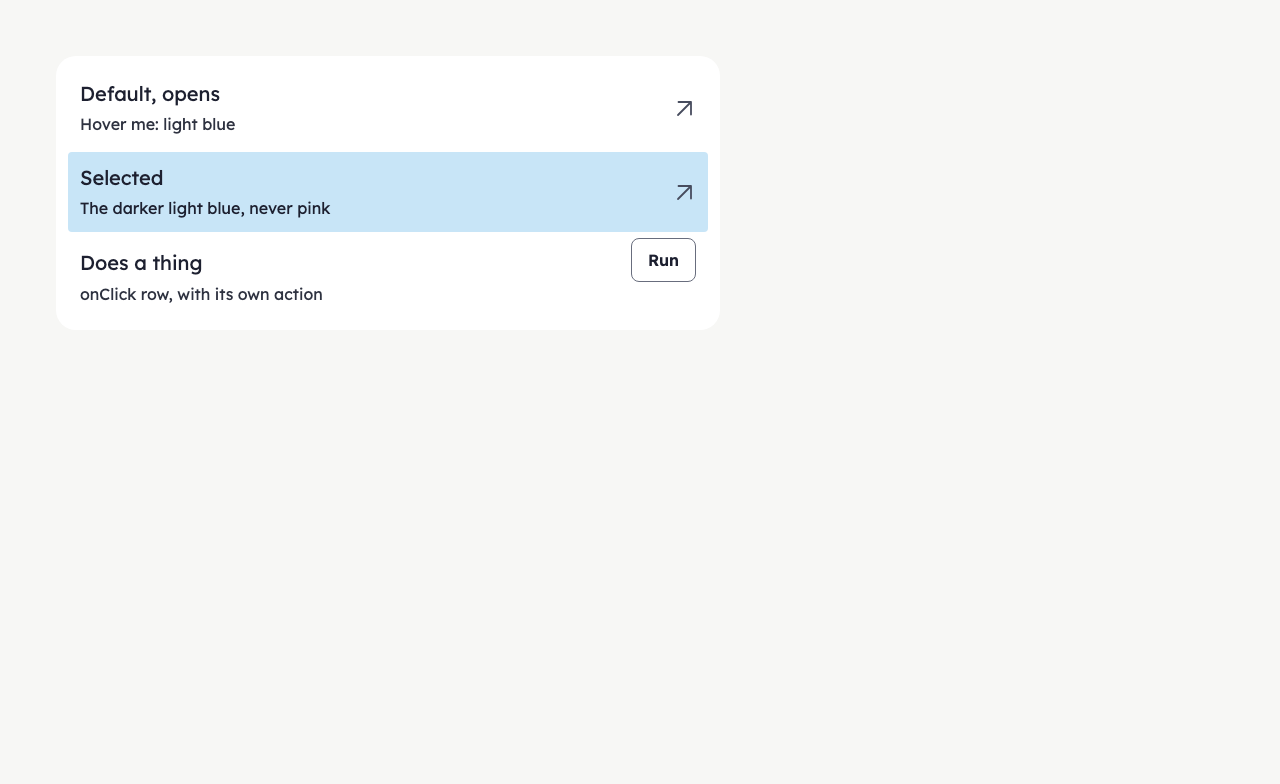 Default, opens
Hover me: light blue
Selected
The darker light blue, never pink
Does a thing
Run
onClick row, with its own action